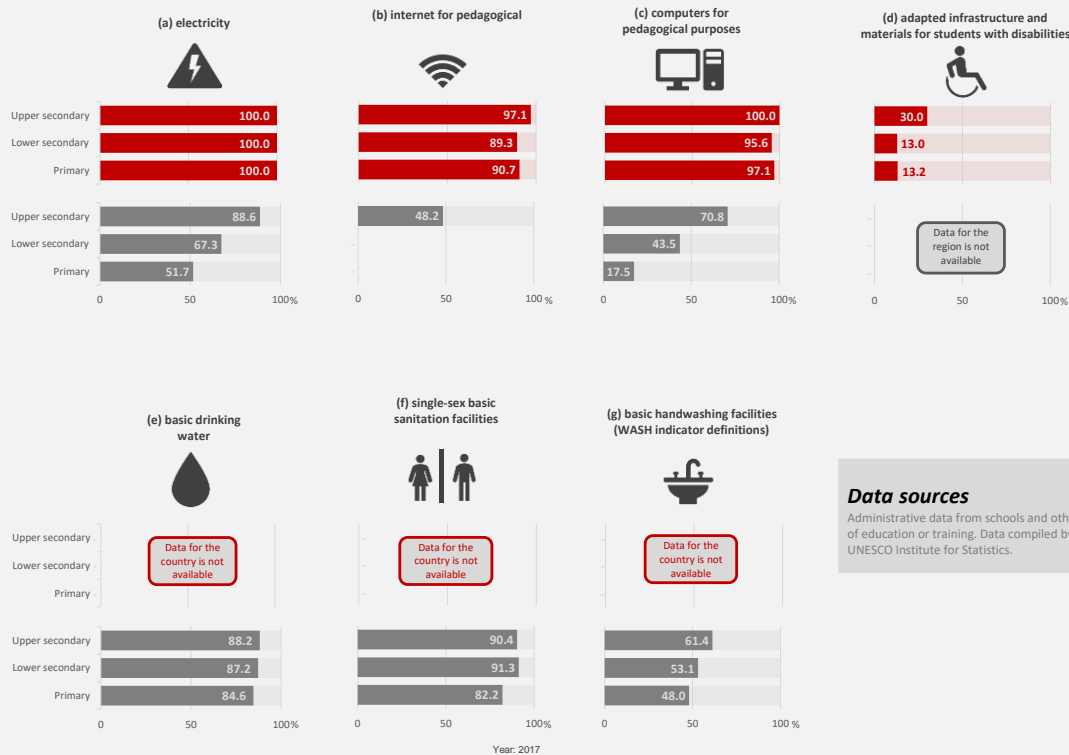 (a) electricity
(b) internet for pedagogical
(c) computers for
pedagogical purposes
(d) adapted infrastructure and
materials for students with disabilities
Upper secondary
100.0
97.1
100.0
30.0
Lower secondary
100.0
89.3
95.6
13.0
Primary
100.0
90.7
97.1
13.2
Upper secondary
88.6
48.2
70.8
Lower secondary
67.3
43.5
Primary
51.7
17.5
Data for the
region is not
available
0 50 100%
0 50 100 %
0 50 100%
0 50 100%
(e) basic drinking
water
(f) single-sex basic
sanitation facilities
(g) basic handwashing facilities
(WASH indicator definitions)
Upper secondary
Lower secondary
Primary
Data for the
country is not
available
Data for the
country is not
available
Data for the
country is not
available
Upper secondary
88.2
90.4
61.4
Lower secondary
87.2
91.3
53.1
Primary
84.6
82.2
48.0
0 50 100%
0 50 100%
0 50 100 %
Year: 2017
Data sources
Administrative data from schools and oth
of education or training. Data compiled by
UNESCO Institute for Statistics.